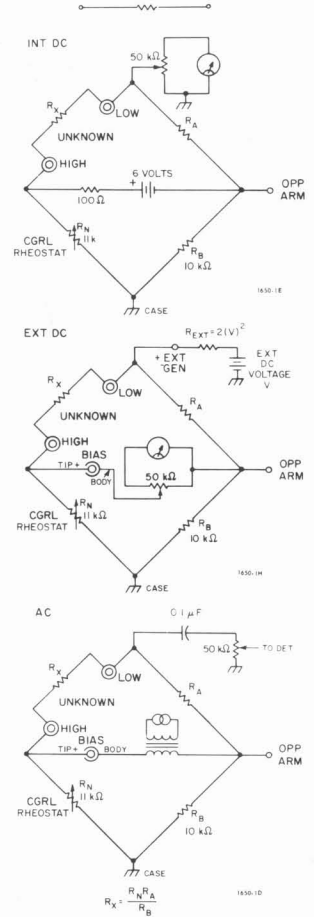 INT DC
50 kΩ
R_X
LOW
R_A
UNKNOWN
HIGH
6 VOLTS
+
100Ω
OPP ARM
R_N
11 k
CGRL RHEOSTAT
R_B
10 kΩ
CASE
1650-1E
EXT DC
R_EXT = 2(V)²
+ EXT GEN
EXT DC VOLTAGE V
R_X
LOW
R_A
UNKNOWN
HIGH
BIAS
TIP+
BODY
50 kΩ
OPP ARM
R_N
11 kΩ
CGRL RHEOSTAT
R_B
10 kΩ
CASE
1650-1H
AC
0.1 µF
50 kΩ
TO DET
R_X
LOW
R_A
UNKNOWN
HIGH
BIAS
TIP+
BODY
OPP ARM
R_N
11 kΩ
CGRL RHEOSTAT
R_B
10 kΩ
CASE
R_X = R_N R_A / R_B
1650-1D